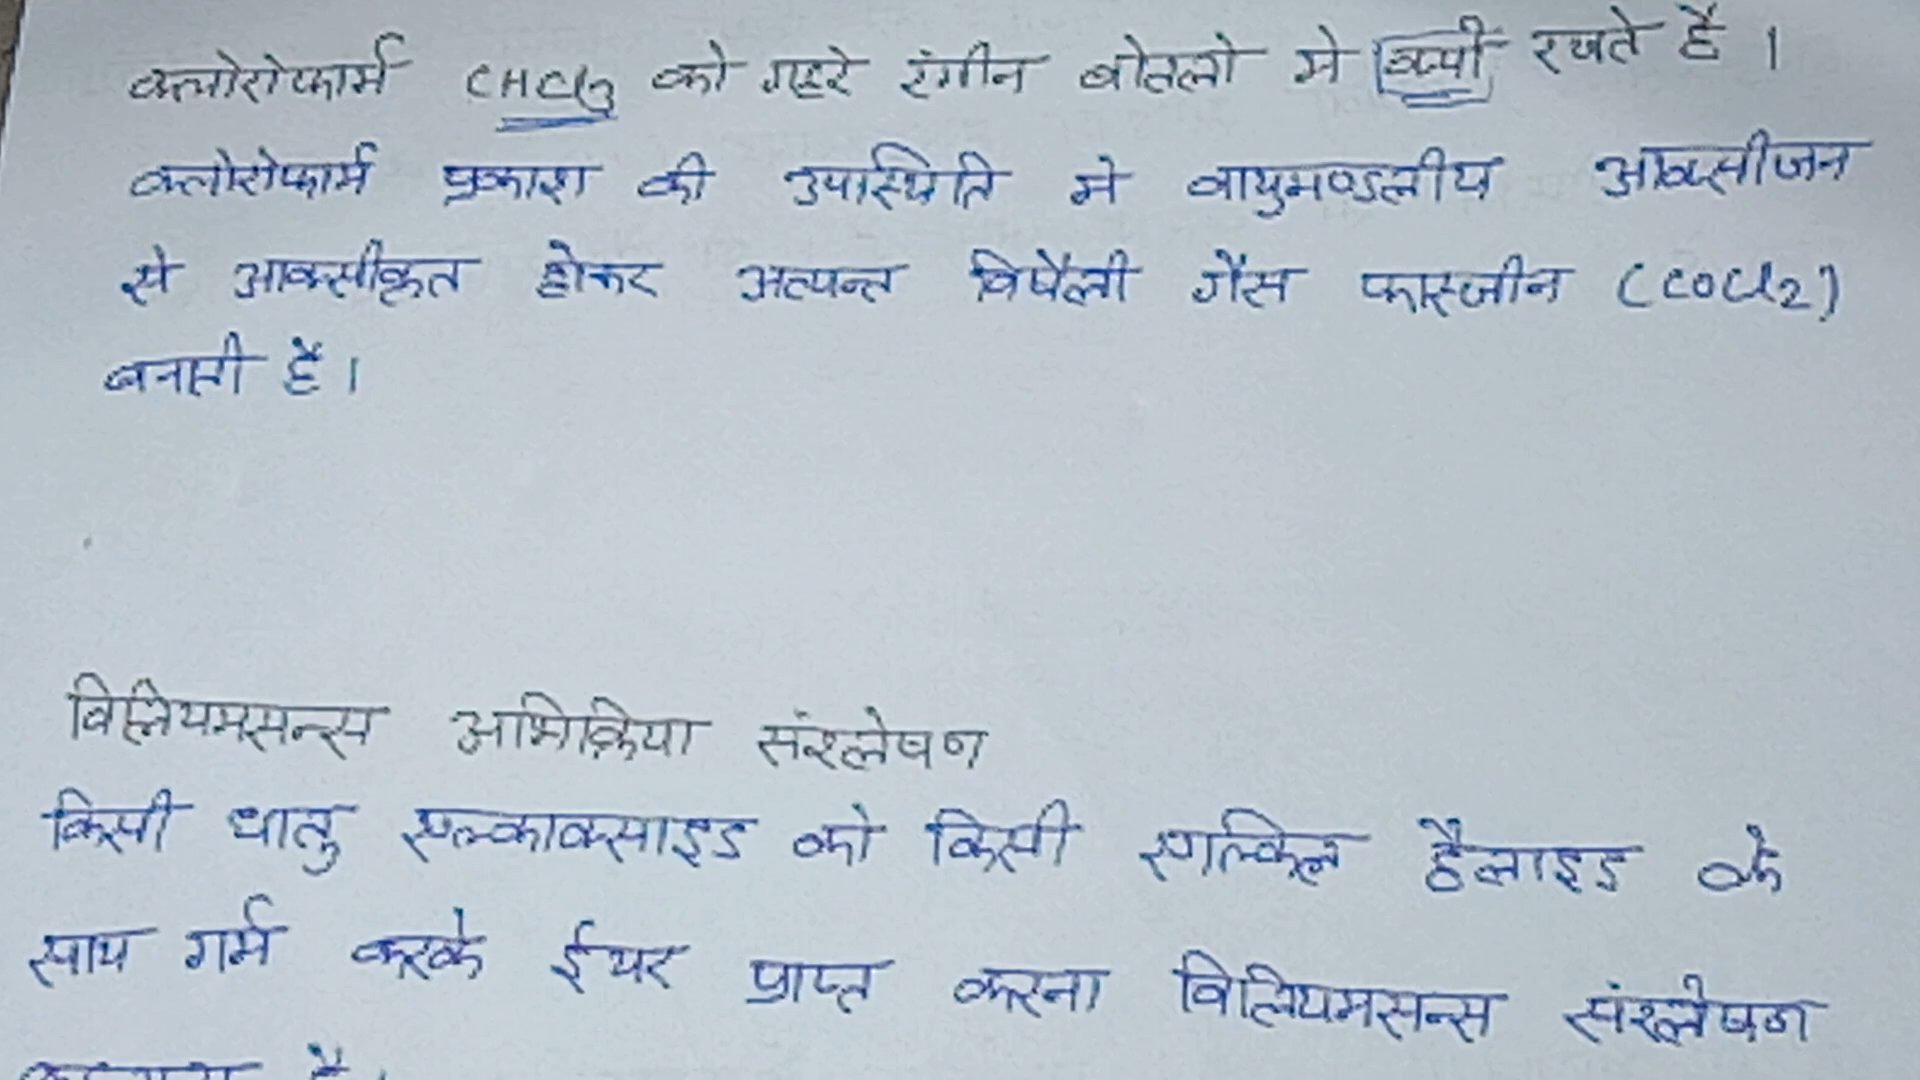 क्लोरोफार्म CHCl3 को गहरे रंगीन बोतलो मे क्यों रखते है ।
क्लोरोफार्म प्रकाश की उपस्थिति मे वायुमण्डलीय आक्सीजन
से आक्सीकृत होकर अत्यन्त विषैली गैस फास्जीन (COCl2)
बनाती है ।
विलियमसन्स अभिक्रिया संश्लेषण
किसी धातु एल्काक्साइड को किसी एल्किल हैलाइड के
साथ गर्म करके ईथर प्राप्त करना विलियमसन्स संश्लेषण
है।